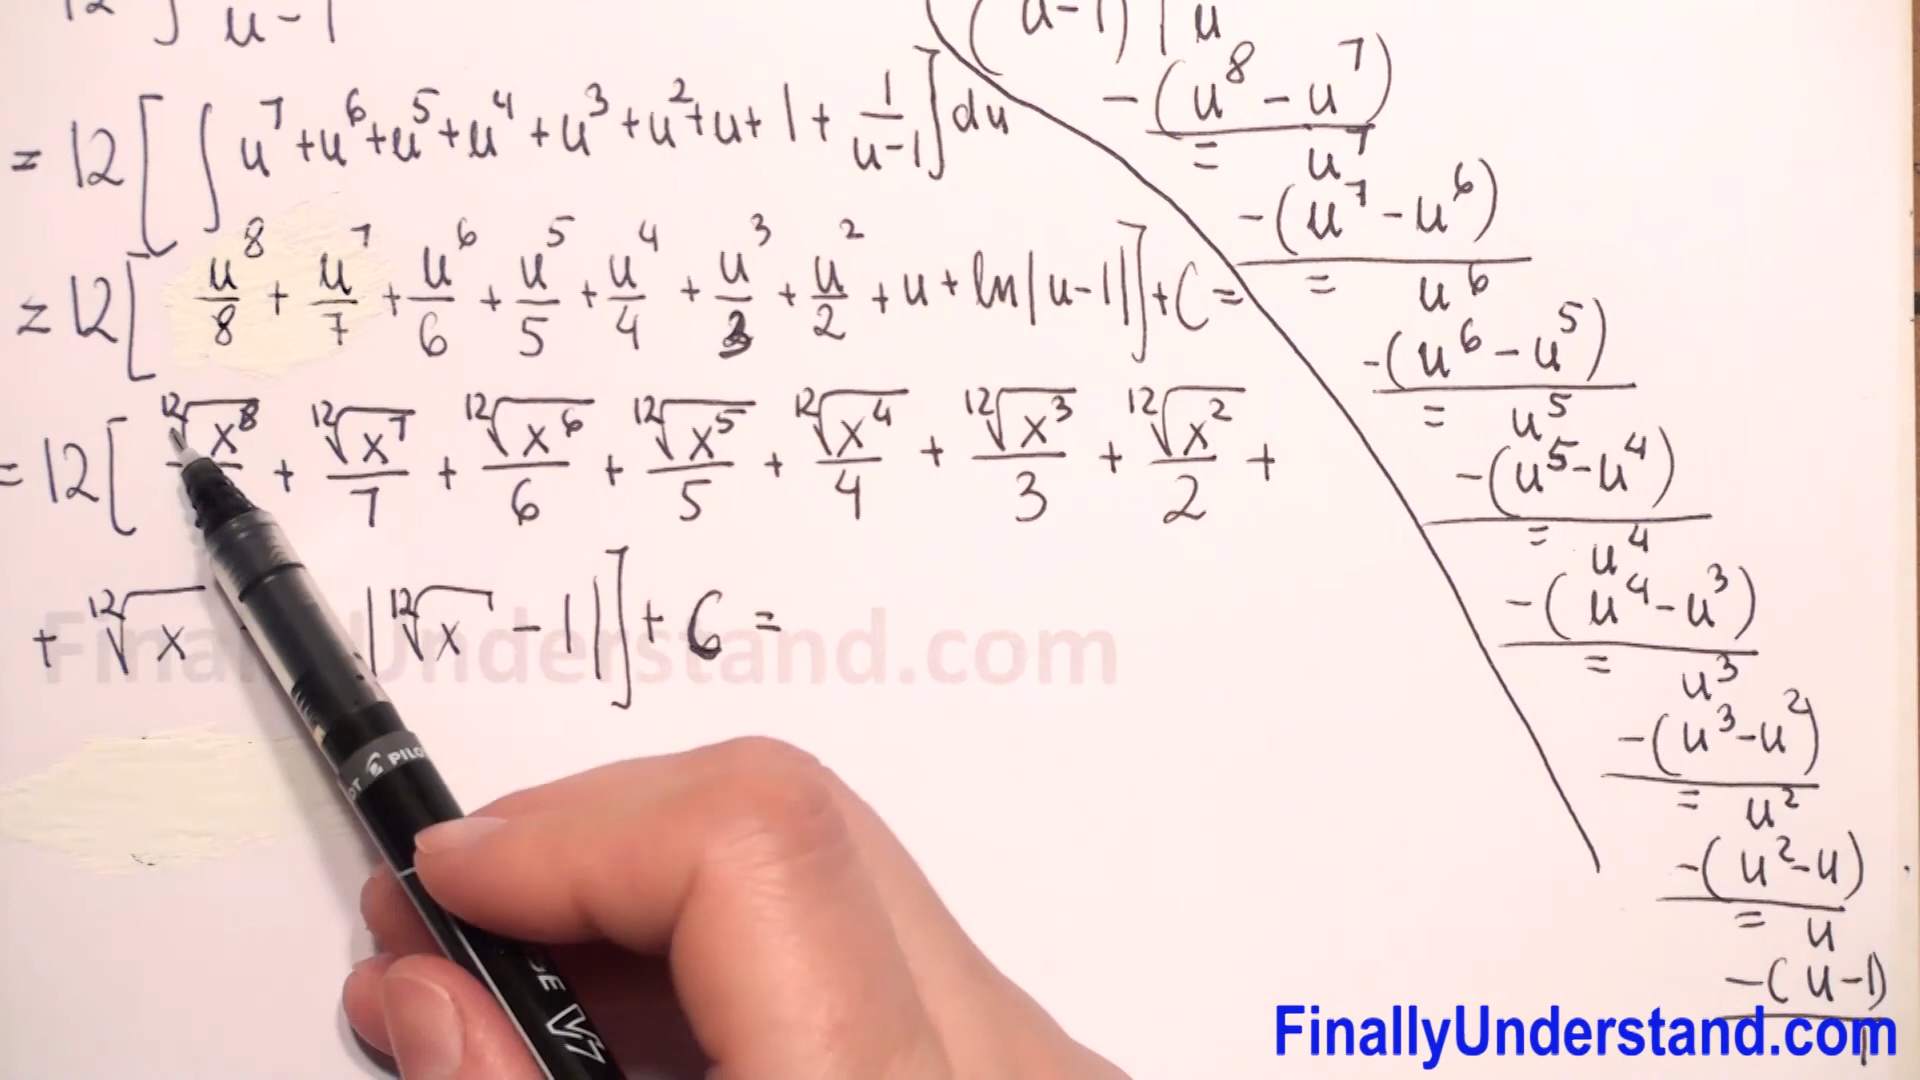 12 ∫ u-1
= 12 [ ∫ u⁷ + u⁶ + u⁵ + u⁴ + u³ + u² + u + 1 + 1/(u-1) ] du
= 12 [ u⁸/8 + u⁷/7 + u⁶/6 + u⁵/5 + u⁴/4 + u³/3 + u²/2 + u + ln|u-1| ] + C =
= 12 [ ¹²√x⁸ + ¹²√x⁷/7 + ¹²√x⁶/6 + ¹²√x⁵/5 + ¹²√x⁴/4 + ¹²√x³/3 + ¹²√x²/2 +
+ ¹²√x |¹²√x - 1| ] + C =
(u-1) | u
-(u⁸ - u⁷)
= u⁷
-(u⁷ - u⁶)
= u⁶
-(u⁶ - u⁵)
= u⁵
-(u⁵ - u⁴)
= u⁴
-(u⁴ - u³)
= u³
-(u³ - u²)
= u²
-(u² - u)
= u
-(u - 1)
1
FinallyUnderstand.com
PILOT
V7
FinallyUnderstand.com